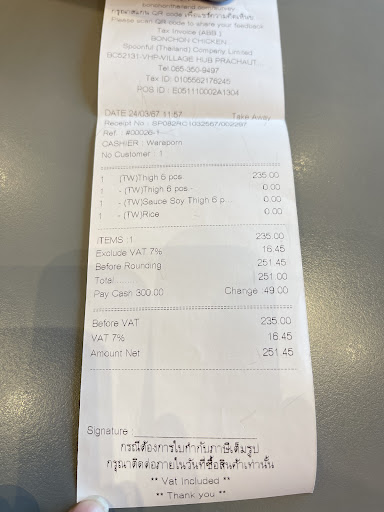 bonchonthailand.com/survey
กรุณาสแกน QR code เพื่อแชร์ความคิดเห็นฯ
Please scan QR code to share your feedback
Tax Invoice (ABB.)
BONCHON CHICKEN
Spoonful (Thailand) Company Limited
BC52131-VHP-VILLAGE HUB PRACHAUT...
Tel 065-350-9497
Tax ID: 0105552176245
POS ID : E051110002A1304
DATE 24/03/67 11:57 Take Away
Receipt No : BP082RC1032567/002297
Ref. : #00026-1
CASHIER : Waraporn
No Customer : 1
1 (TW)Thigh 5 pcs. 235.00
1 - (TW)Thigh 6 pcs - 0.00
1 - (TW)Sauce Soy Thigh 6 p... 0.00
1 - (TW)Rice 0.00
ITEMS :1 235.00
Exclude VAT 7% 16.45
Before Rounding 251.45
Total 251.00
Pay Cash 300.00 Change 49.00
Before VAT 235.00
VAT 7% 16.45
Amount Net 251.45
Signature :
กรณีต้องการใบกำกับภาษีเต็มรูป
กรุณาติดต่อภายในวันที่ซื้อสินค้าเท่านั้น
** Vat Included **
** Thank you **